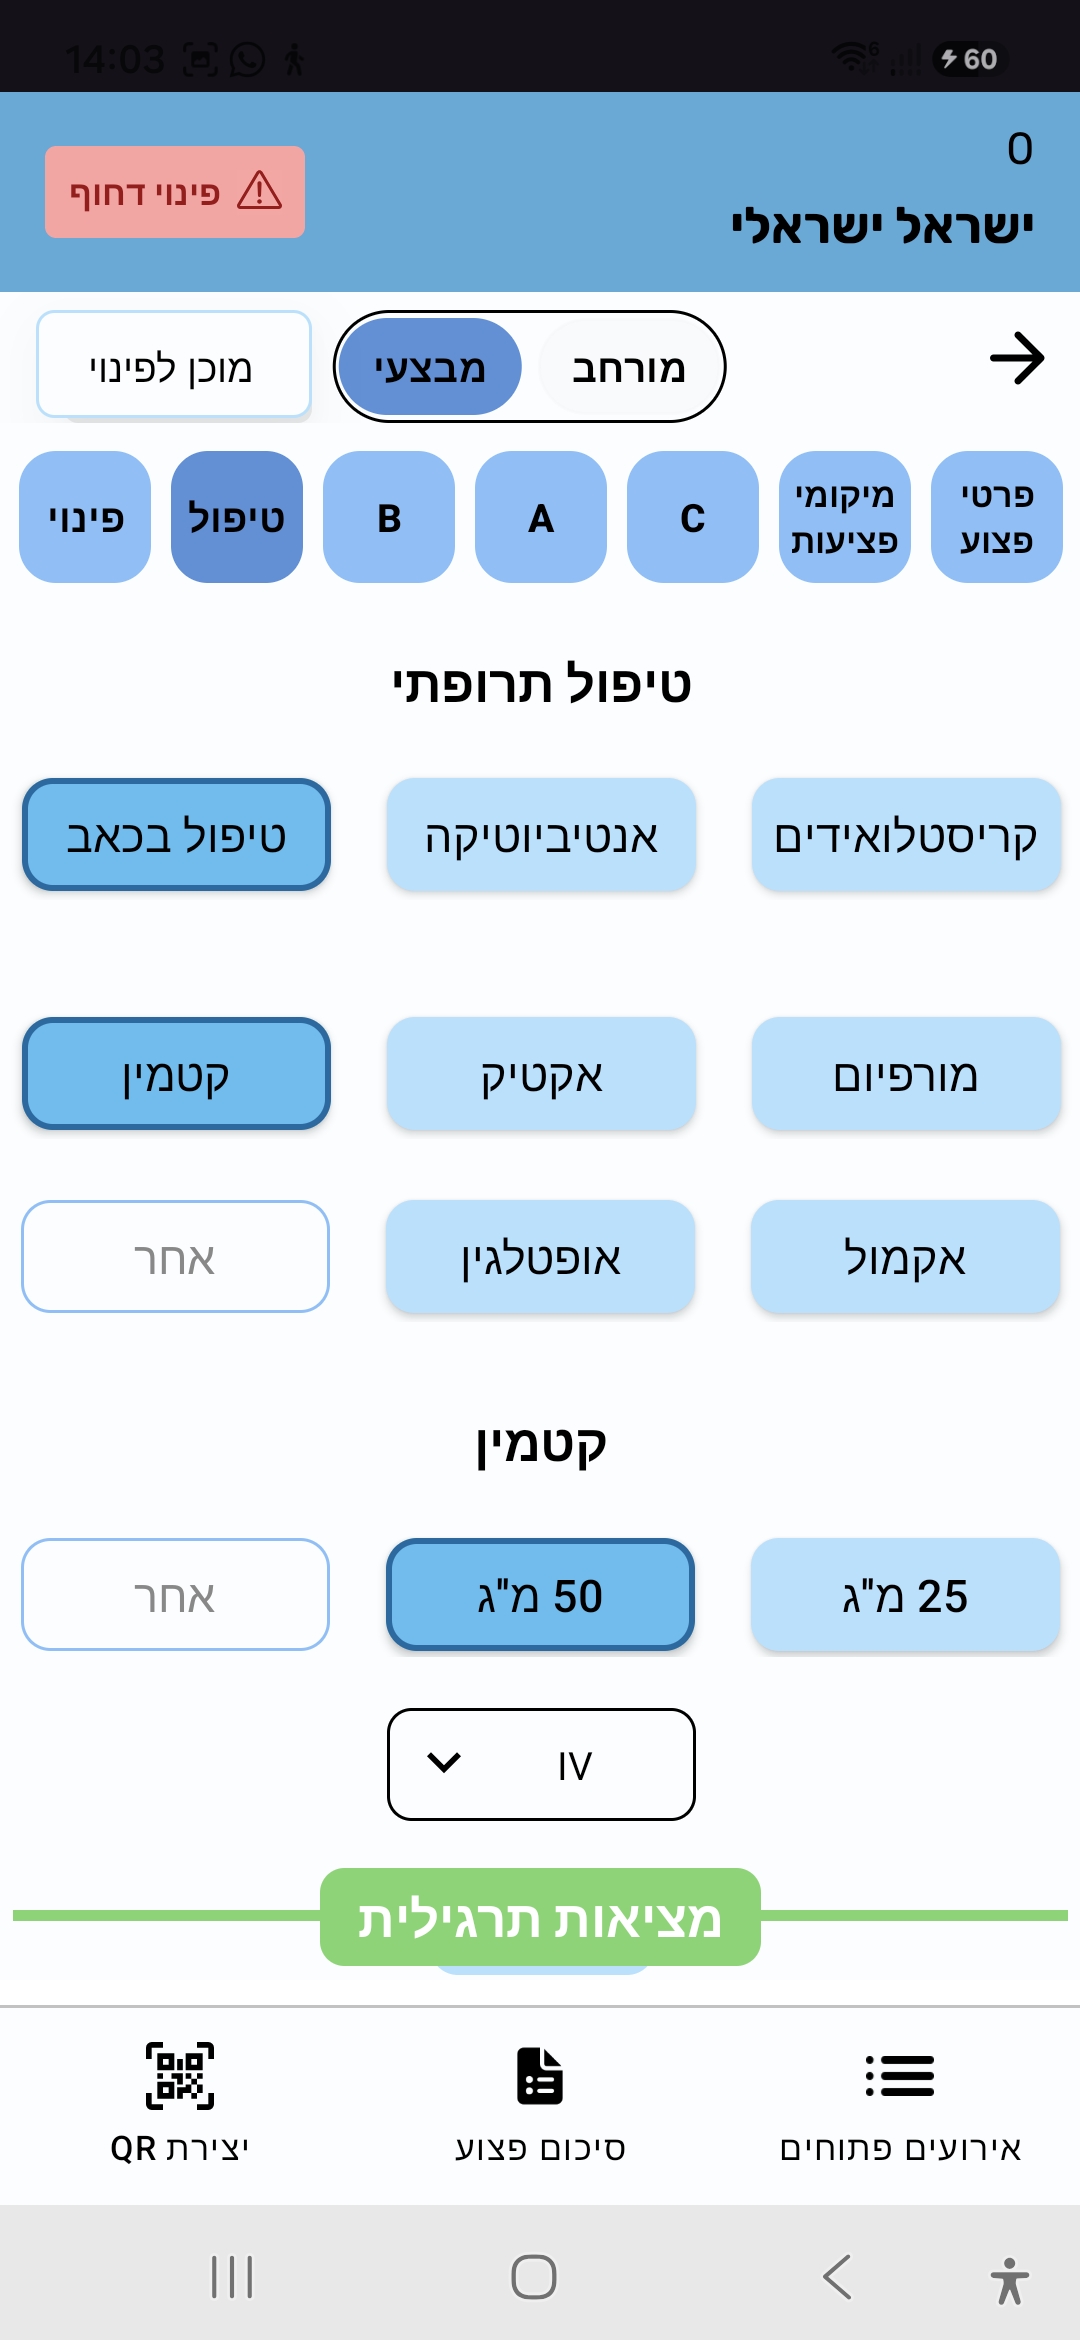 14:03
6
60
0
ישראל ישראלי
פינוי דחוף
מורחב
מבצעי
מוכן לפינוי
פרטי
פצוע
מיקומי
פציעות
C
A
B
טיפול
פינוי
טיפול תרופתי
קריסטלואידים
אנטיביוטיקה
טיפול בכאב
מורפיום
אקטיק
קטמין
אקמול
אופטלגין
אחר
קטמין
25 מ"ג
50 מ"ג
אחר
IV
מציאות תרגילית
אירועים פתוחים
סיכום פצוע
יצירת QR